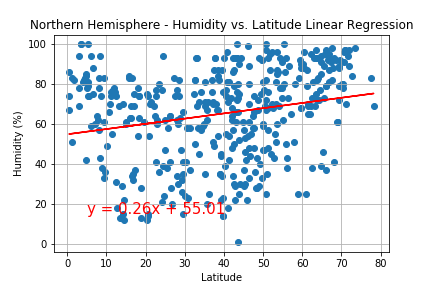 Northern Hemisphere - Humidity vs. Latitude Linear Regression
100
80
60
40
20
0
Humidity (%)
y = 0.26x + 55.01
0 10 20 30 40 50 60 70 80
Latitude